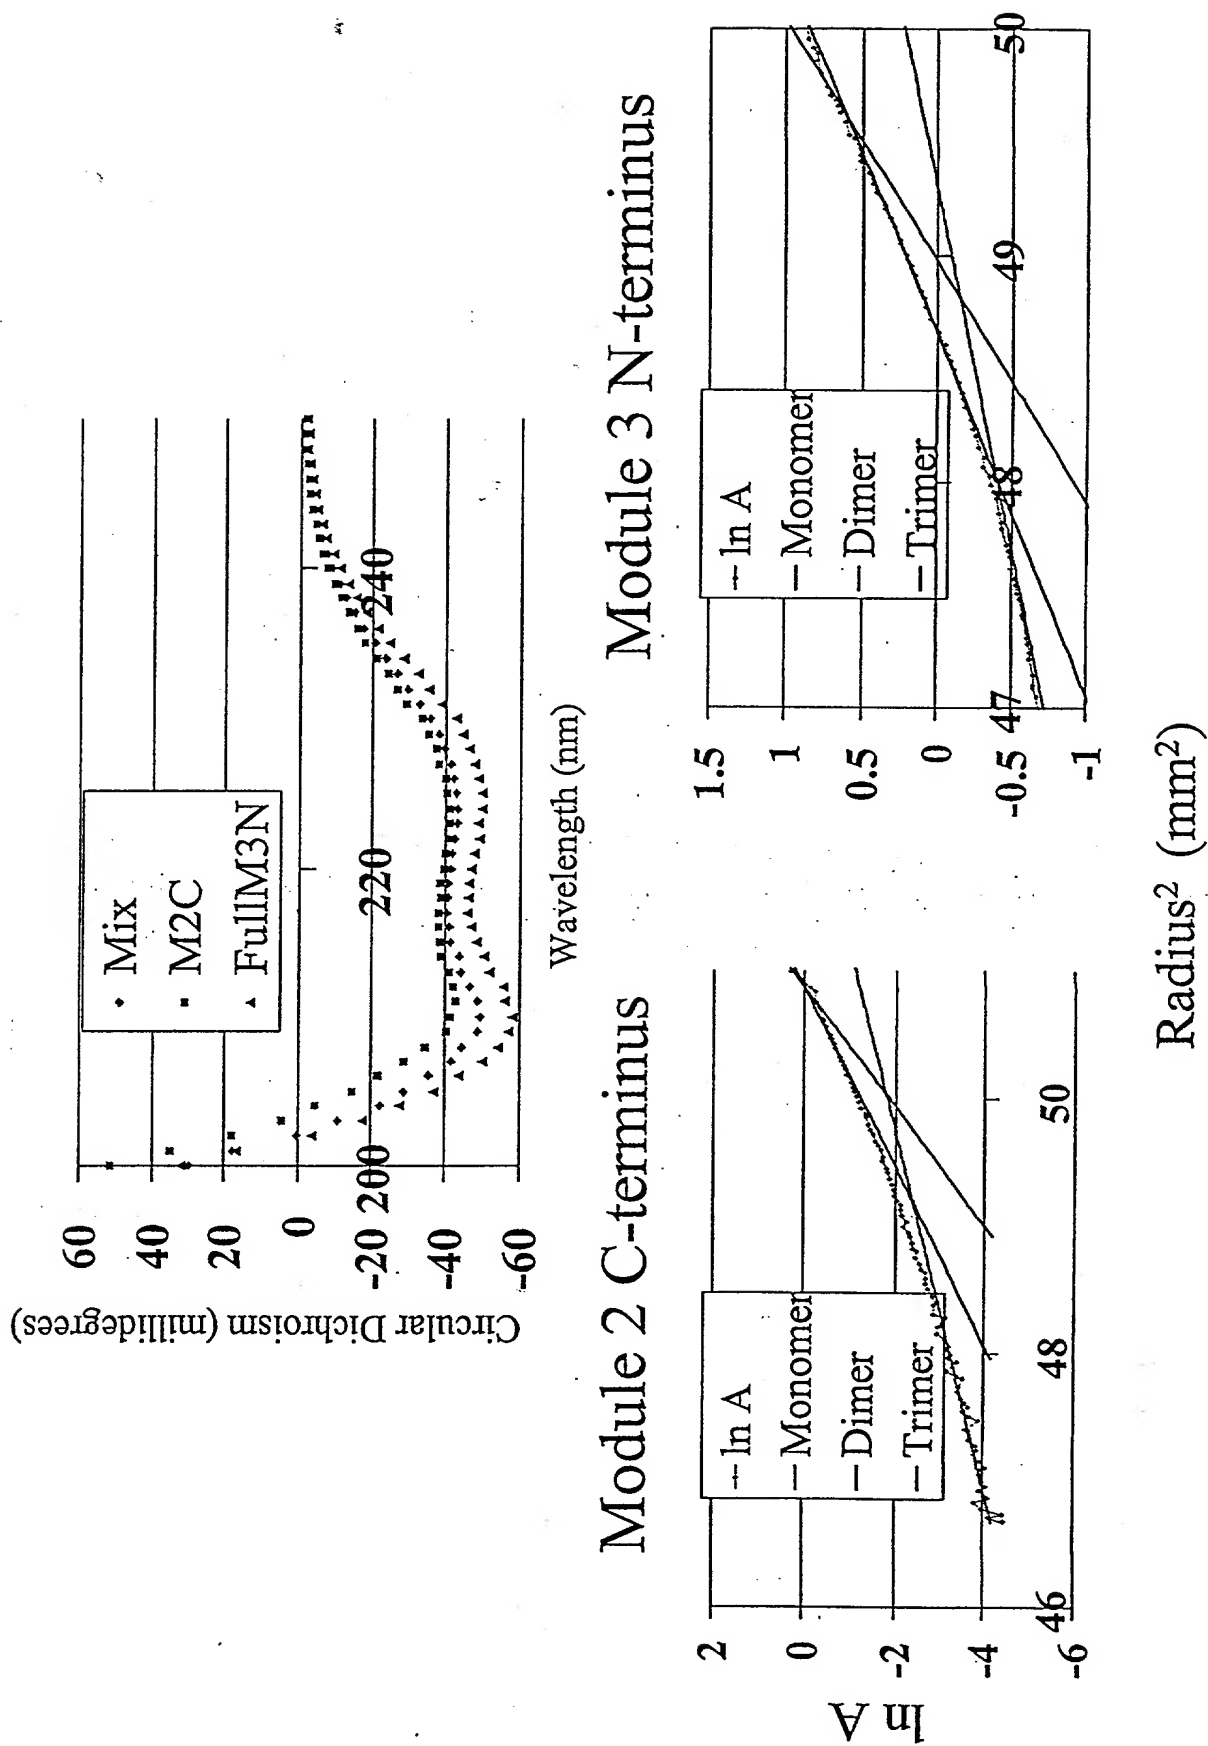 Circular Dichroism (millidegrees)
60
40
20
0
-20
-40
-60
200
220
240
Mix
M2C
FullM3N
Wavelength (nm)
Module 2 C-terminus
ln A
2
0
-2
-4
-6
46
48
50
ln A
Monomer
Dimer
Trimer
Module 3 N-terminus
1.5
1
0.5
0
-0.5
-1
47
48
49
50
ln A
Monomer
Dimer
Trimer
Radius² (mm²)